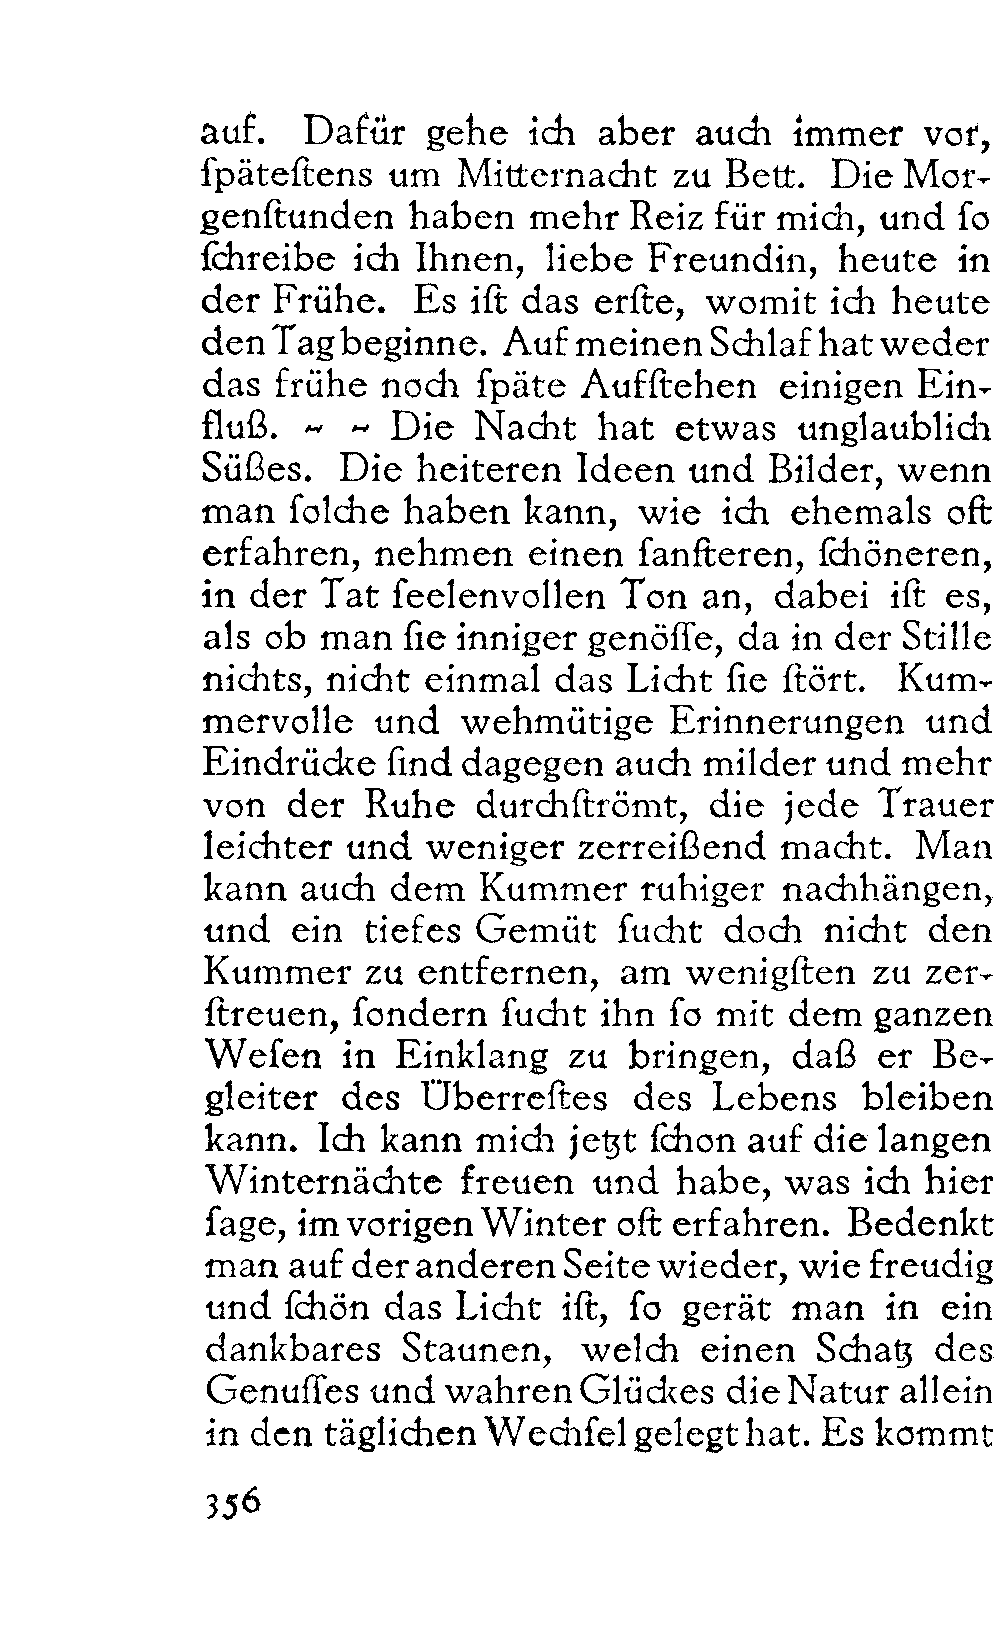 auf. Dafür gehe ich aber auch immer vor,
ſpäteſtens um Mitternacht zu Bett. Die Mor-
genſtunden haben mehr Reiz für mich, und ſo
ſchreibe ich Ihnen, liebe Freundin, heute in
der Frühe. Es iſt das erſte, womit ich heute
den Tag beginne. Auf meinen Schlaf hat weder
das frühe noch ſpäte Aufſtehen einigen Ein-
fluß. ~ ~ Die Nacht hat etwas unglaublich
Süßes. Die heiteren Ideen und Bilder, wenn
man ſolche haben kann, wie ich ehemals oft
erfahren, nehmen einen ſanfteren, ſchöneren,
in der Tat ſeelenvollen Ton an, dabei iſt es,
als ob man ſie inniger genöſſe, da in der Stille
nichts, nicht einmal das Licht ſie ſtört. Kum-
mervolle und wehmütige Erinnerungen und
Eindrücke ſind dagegen auch milder und mehr
von der Ruhe durchſtrömt, die jede Trauer
leichter und weniger zerreißend macht. Man
kann auch dem Kummer ruhiger nachhängen,
und ein tiefes Gemüt ſucht doch nicht den
Kummer zu entfernen, am wenigſten zu zer-
ſtreuen, ſondern ſucht ihn ſo mit dem ganzen
Weſen in Einklang zu bringen, daß er Be-
gleiter des Überreſtes des Lebens bleiben
kann. Ich kann mich jetzt ſchon auf die langen
Winternächte freuen und habe, was ich hier
ſage, im vorigen Winter oft erfahren. Bedenkt
man auf der anderen Seite wieder, wie freudig
und ſchön das Licht iſt, ſo gerät man in ein
dankbares Staunen, welch einen Schatz des
Genuſſes und wahren Glückes die Natur allein
in den täglichen Wechſel gelegt hat. Es kommt
356